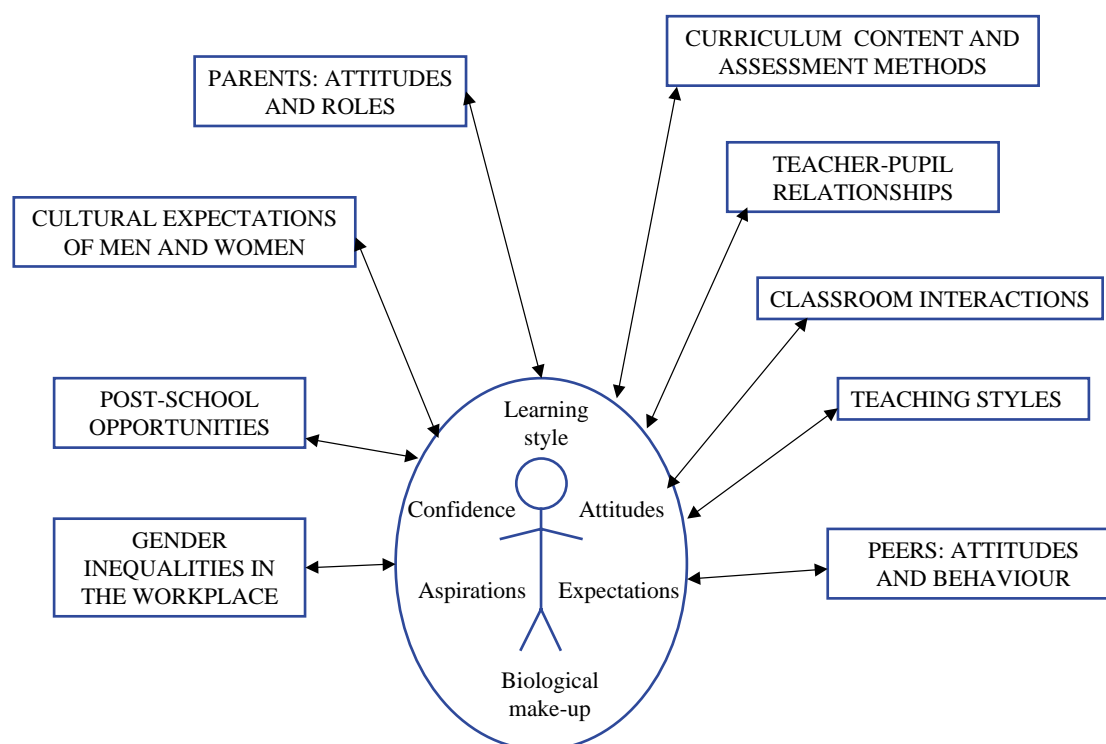 CURRICULUM CONTENT AND
ASSESSMENT METHODS
PARENTS: ATTITUDES
AND ROLES
TEACHER-PUPIL
RELATIONSHIPS
CULTURAL EXPECTATIONS
OF MEN AND WOMEN
CLASSROOM INTERACTIONS
POST-SCHOOL
OPPORTUNITIES
TEACHING STYLES
Learning
style
Confidence
Attitudes
GENDER
INEQUALITIES IN
THE WORKPLACE
PEERS: ATTITUDES
AND BEHAVIOUR
Aspirations
Expectations
Biological
make-up